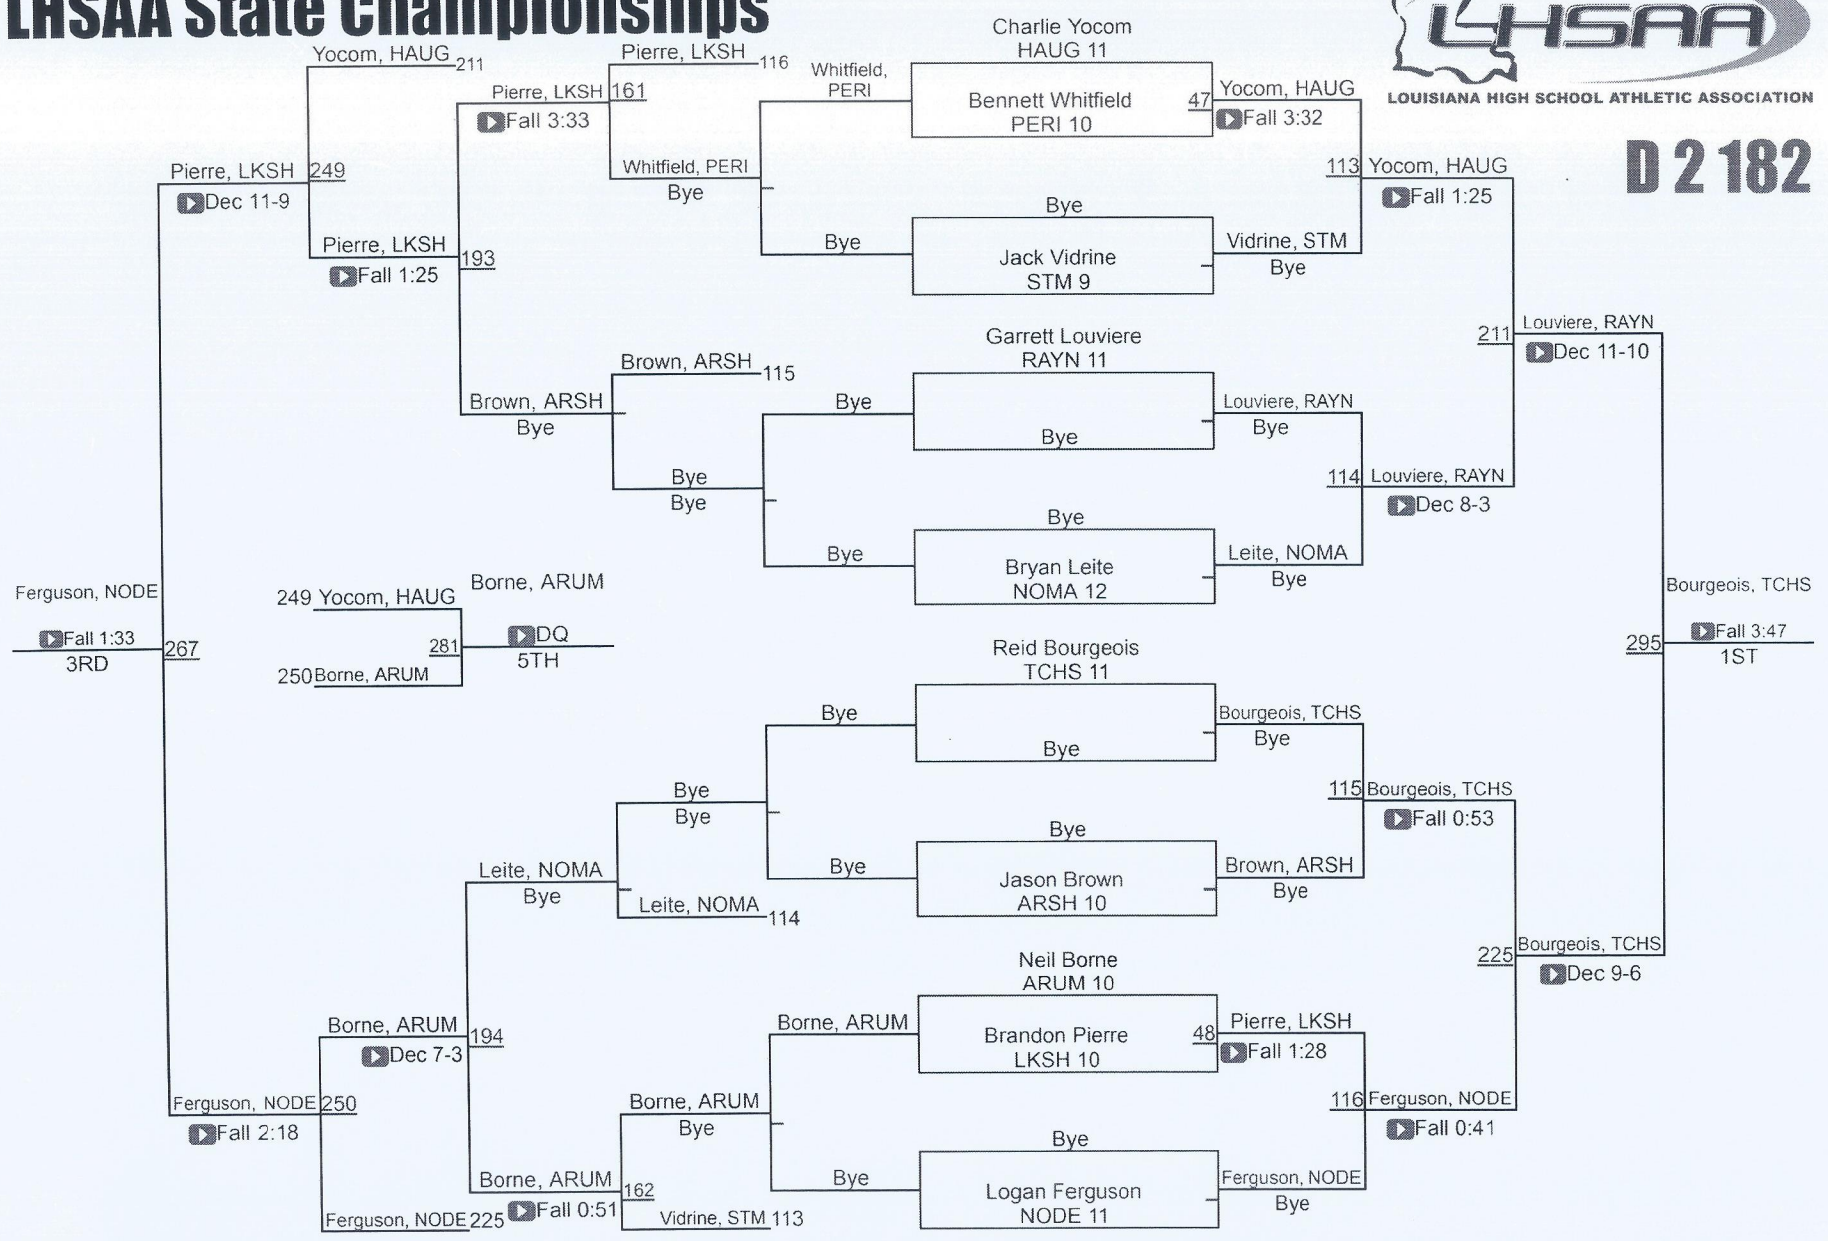 LHSAA State Championships
LHSAA
LOUISIANA HIGH SCHOOL ATHLETIC ASSOCIATION
D 2 182
Charlie Yocom
HAUG 11
Bennett Whitfield
PERI 10
47
Bye
Jack Vidrine
STM 9
Garrett Louviere
RAYN 11
Bye
Bye
Bryan Leite
NOMA 12
Reid Bourgeois
TCHS 11
Bye
Bye
Jason Brown
ARSH 10
Neil Borne
ARUM 10
Brandon Pierre
LKSH 10
48
Bye
Logan Ferguson
NODE 11
Yocom, HAUG
Fall 3:32
Vidrine, STM
Bye
Louviere, RAYN
Bye
Leite, NOMA
Bye
Bourgeois, TCHS
Bye
Brown, ARSH
Bye
Pierre, LKSH
Fall 1:28
Ferguson, NODE
Bye
113 Yocom, HAUG
Fall 1:25
114 Louviere, RAYN
Dec 8-3
115 Bourgeois, TCHS
Fall 0:53
116 Ferguson, NODE
Fall 0:41
211 Louviere, RAYN
Dec 11-10
225 Bourgeois, TCHS
Dec 9-6
Bourgeois, TCHS
295 Fall 3:47
1ST
Whitfield,
PERI
Bye
Bye
Bye
Bye
Bye
Borne, ARUM
Bye
Pierre, LKSH 116
Whitfield, PERI
Bye
Brown, ARSH 115
Bye
Bye
Bye
Bye
Leite, NOMA 114
Borne, ARUM
Bye
Vidrine, STM 113
Pierre, LKSH 161
Fall 3:33
Brown, ARSH
Bye
Leite, NOMA
Bye
Borne, ARUM 162
Fall 0:51
Yocom, HAUG 211
Pierre, LKSH 193
Fall 1:25
Borne, ARUM 194
Dec 7-3
Ferguson, NODE 225
Pierre, LKSH 249
Dec 11-9
Ferguson, NODE 250
Fall 2:18
Ferguson, NODE
Fall 1:33 267
3RD
249 Yocom, HAUG
250 Borne, ARUM
281
Borne, ARUM
DQ
5TH